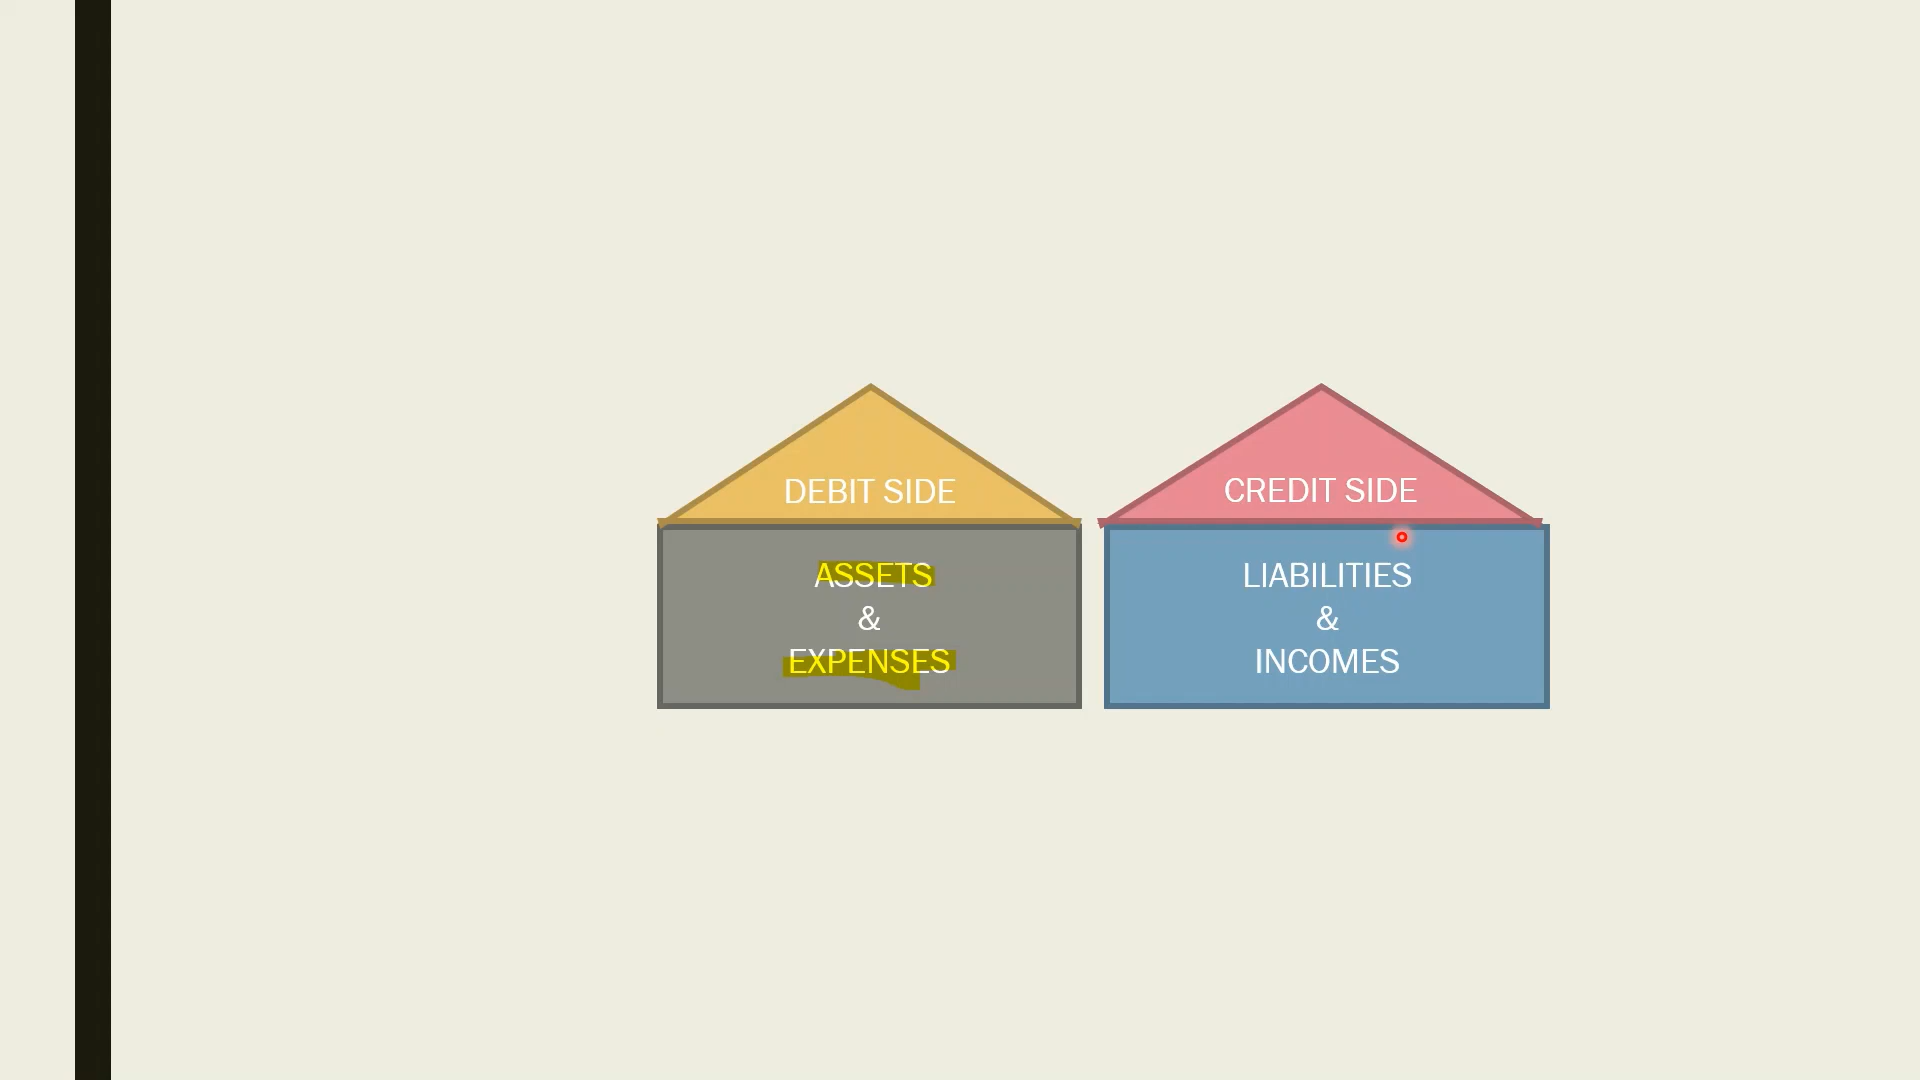 DEBIT SIDE
ASSETS
&
EXPENSES
CREDIT SIDE
LIABILITIES
&
INCOMES